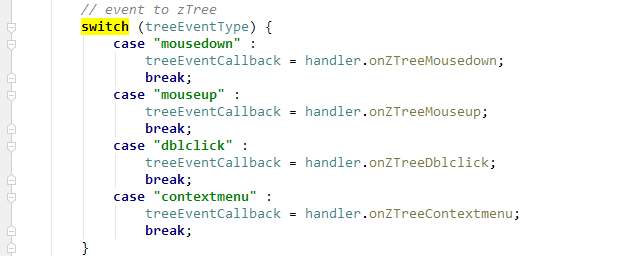 // event to zTree
switch (treeEventType) {
case "mousedown" :
treeEventCallback = handler.onZTreeMousedown;
break;
case "mouseup" :
treeEventCallback = handler.onZTreeMouseup;
break;
case "dblclick" :
treeEventCallback = handler.onZTreeDblclick;
break;
case "contextmenu" :
treeEventCallback = handler.onZTreeContextmenu;
break;
}